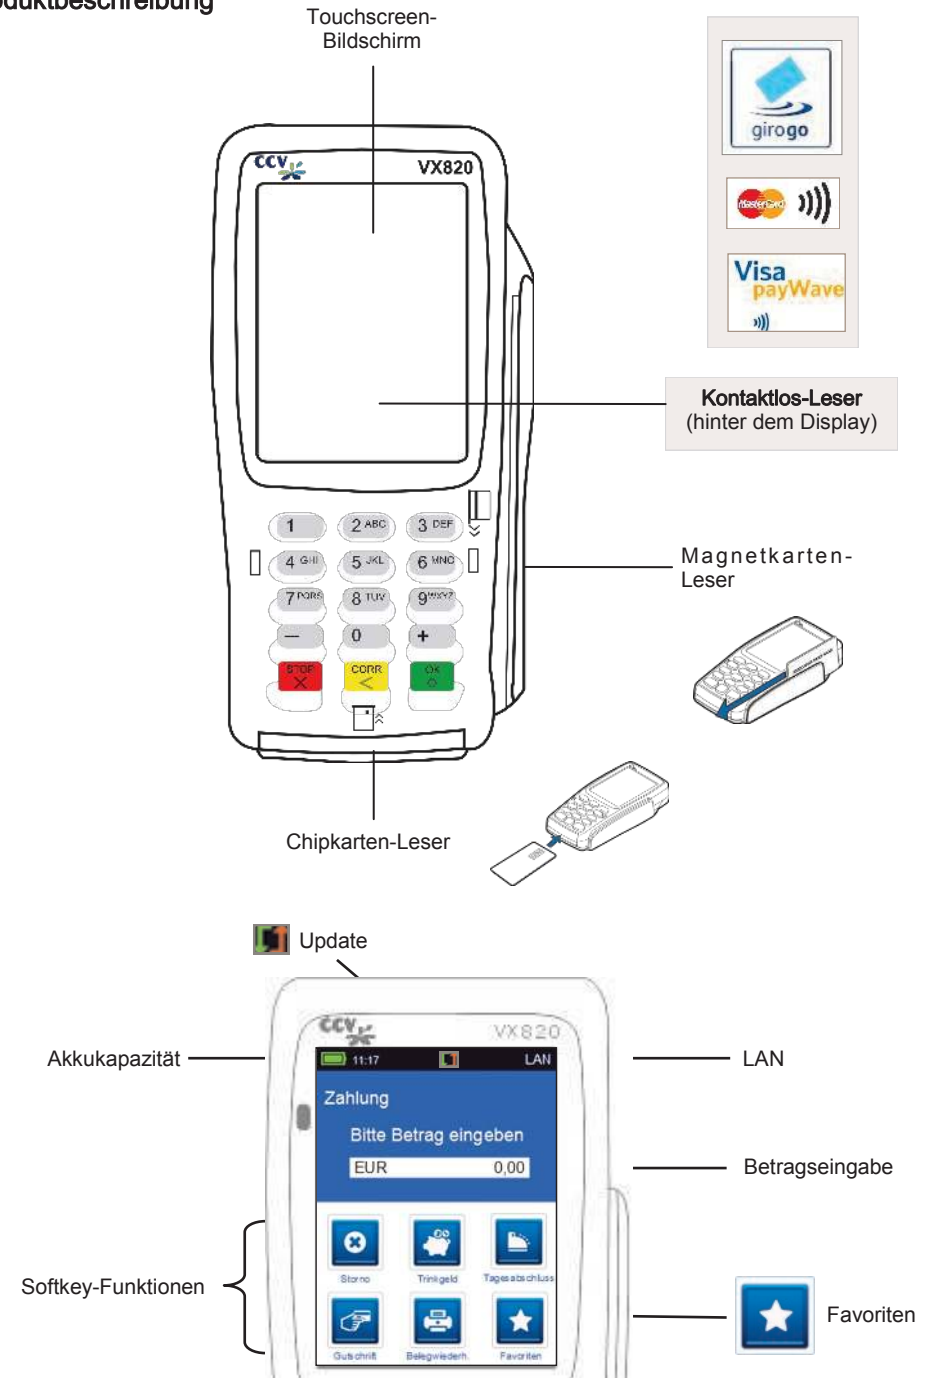 oduktbeschreibung
Touchscreen-
Bildschirm
girogo
MasterCard
Visa
payWave
CCV
VX820
Kontaktlos-Leser
(hinter dem Display)
1 2 ABC 3 DEF
4 GHI 5 JKL 6 MNO
7 PQRS 8 TUV 9 WXYZ
— 0 +
STOP CORR OK
Magnetkarten-
Leser
Chipkarten-Leser
Update
CCV
VX820
Akkukapazität
11:17
LAN
LAN
Zahlung
Bitte Betrag eingeben
EUR 0,00
Betragseingabe
Storno Trinkgeld Tagesabschluss
Softkey-Funktionen
Favoriten
Gutschrift Belegwiederh. Favoriten